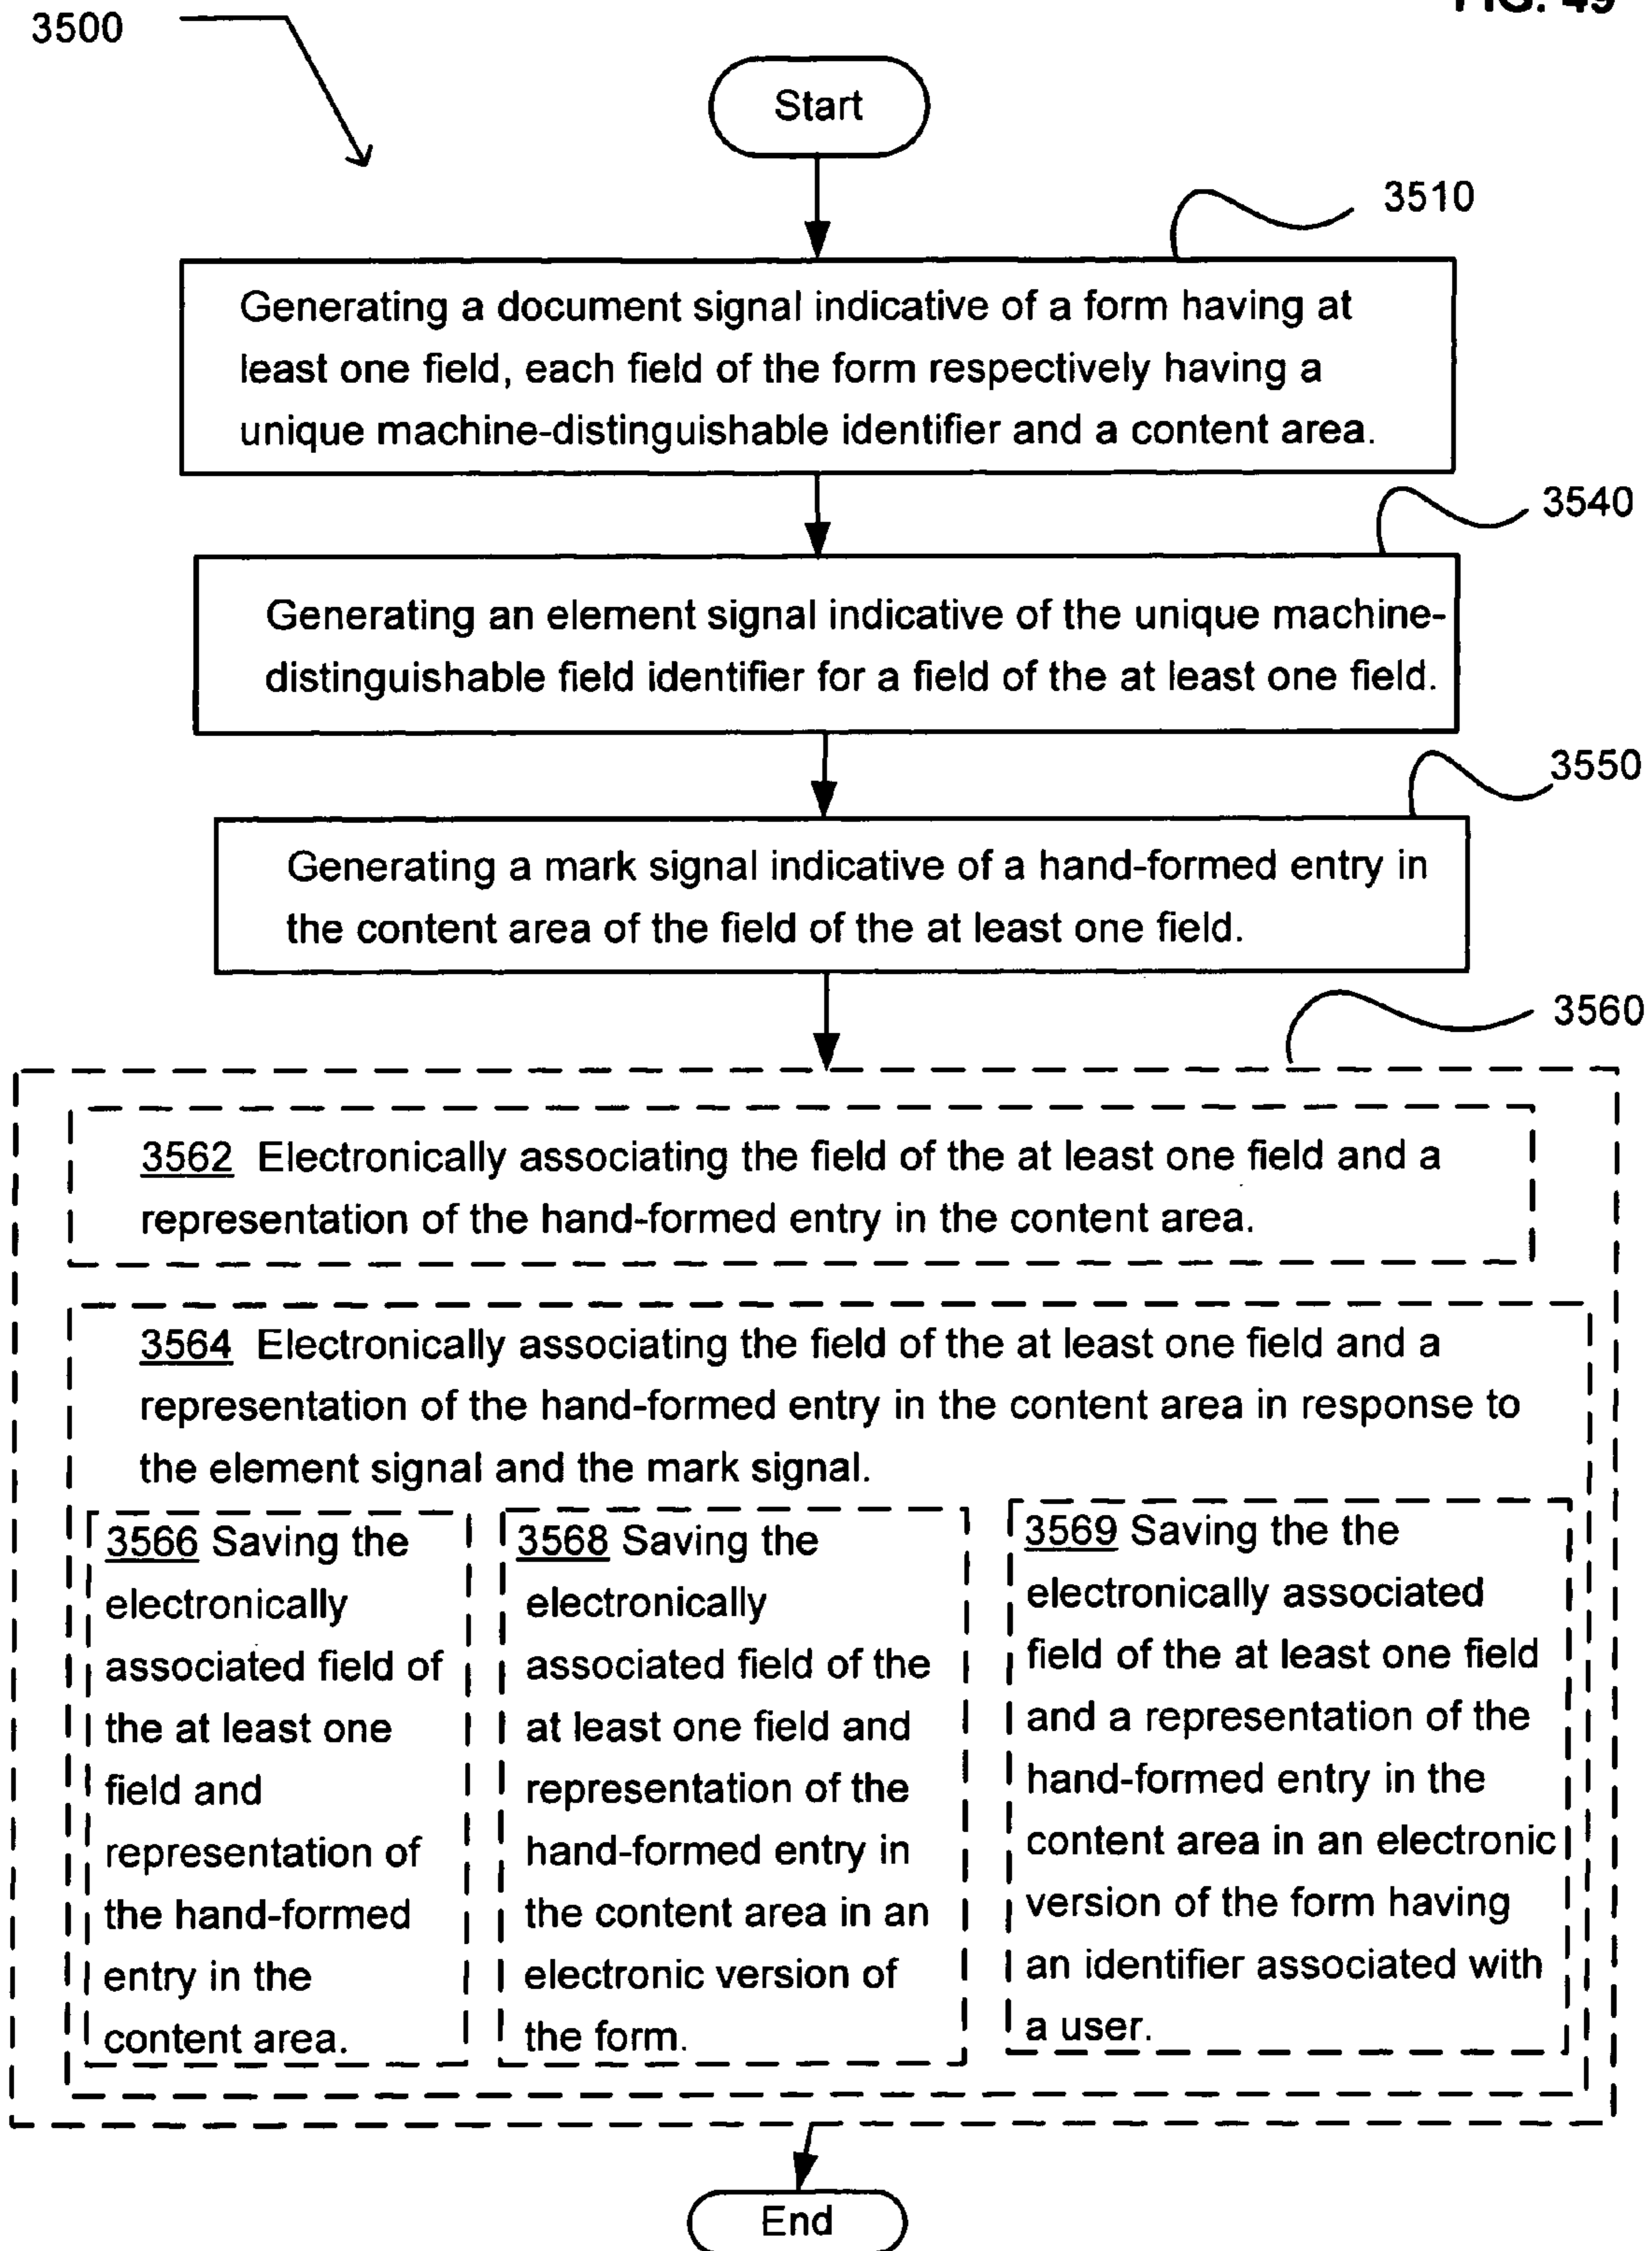 FIG. 49
3500
Start
3510
Generating a document signal indicative of a form having at
least one field, each field of the form respectively having a
unique machine-distinguishable identifier and a content area.
3540
Generating an element signal indicative of the unique machine-
distinguishable field identifier for a field of the at least one field.
3550
Generating a mark signal indicative of a hand-formed entry in
the content area of the field of the at least one field.
3560
3562 Electronically associating the field of the at least one field and a
representation of the hand-formed entry in the content area.
3564 Electronically associating the field of the at least one field and a
representation of the hand-formed entry in the content area in response to
the element signal and the mark signal.
3566 Saving the
electronically
associated field of
the at least one
field and
representation of
the hand-formed
entry in the
content area.
3568 Saving the
electronically
associated field of the
at least one field and
representation of the
hand-formed entry in
the content area in an
electronic version of
the form.
3569 Saving the the
electronically associated
field of the at least one field
and a representation of the
hand-formed entry in the
content area in an electronic
version of the form having
an identifier associated with
a user.
End